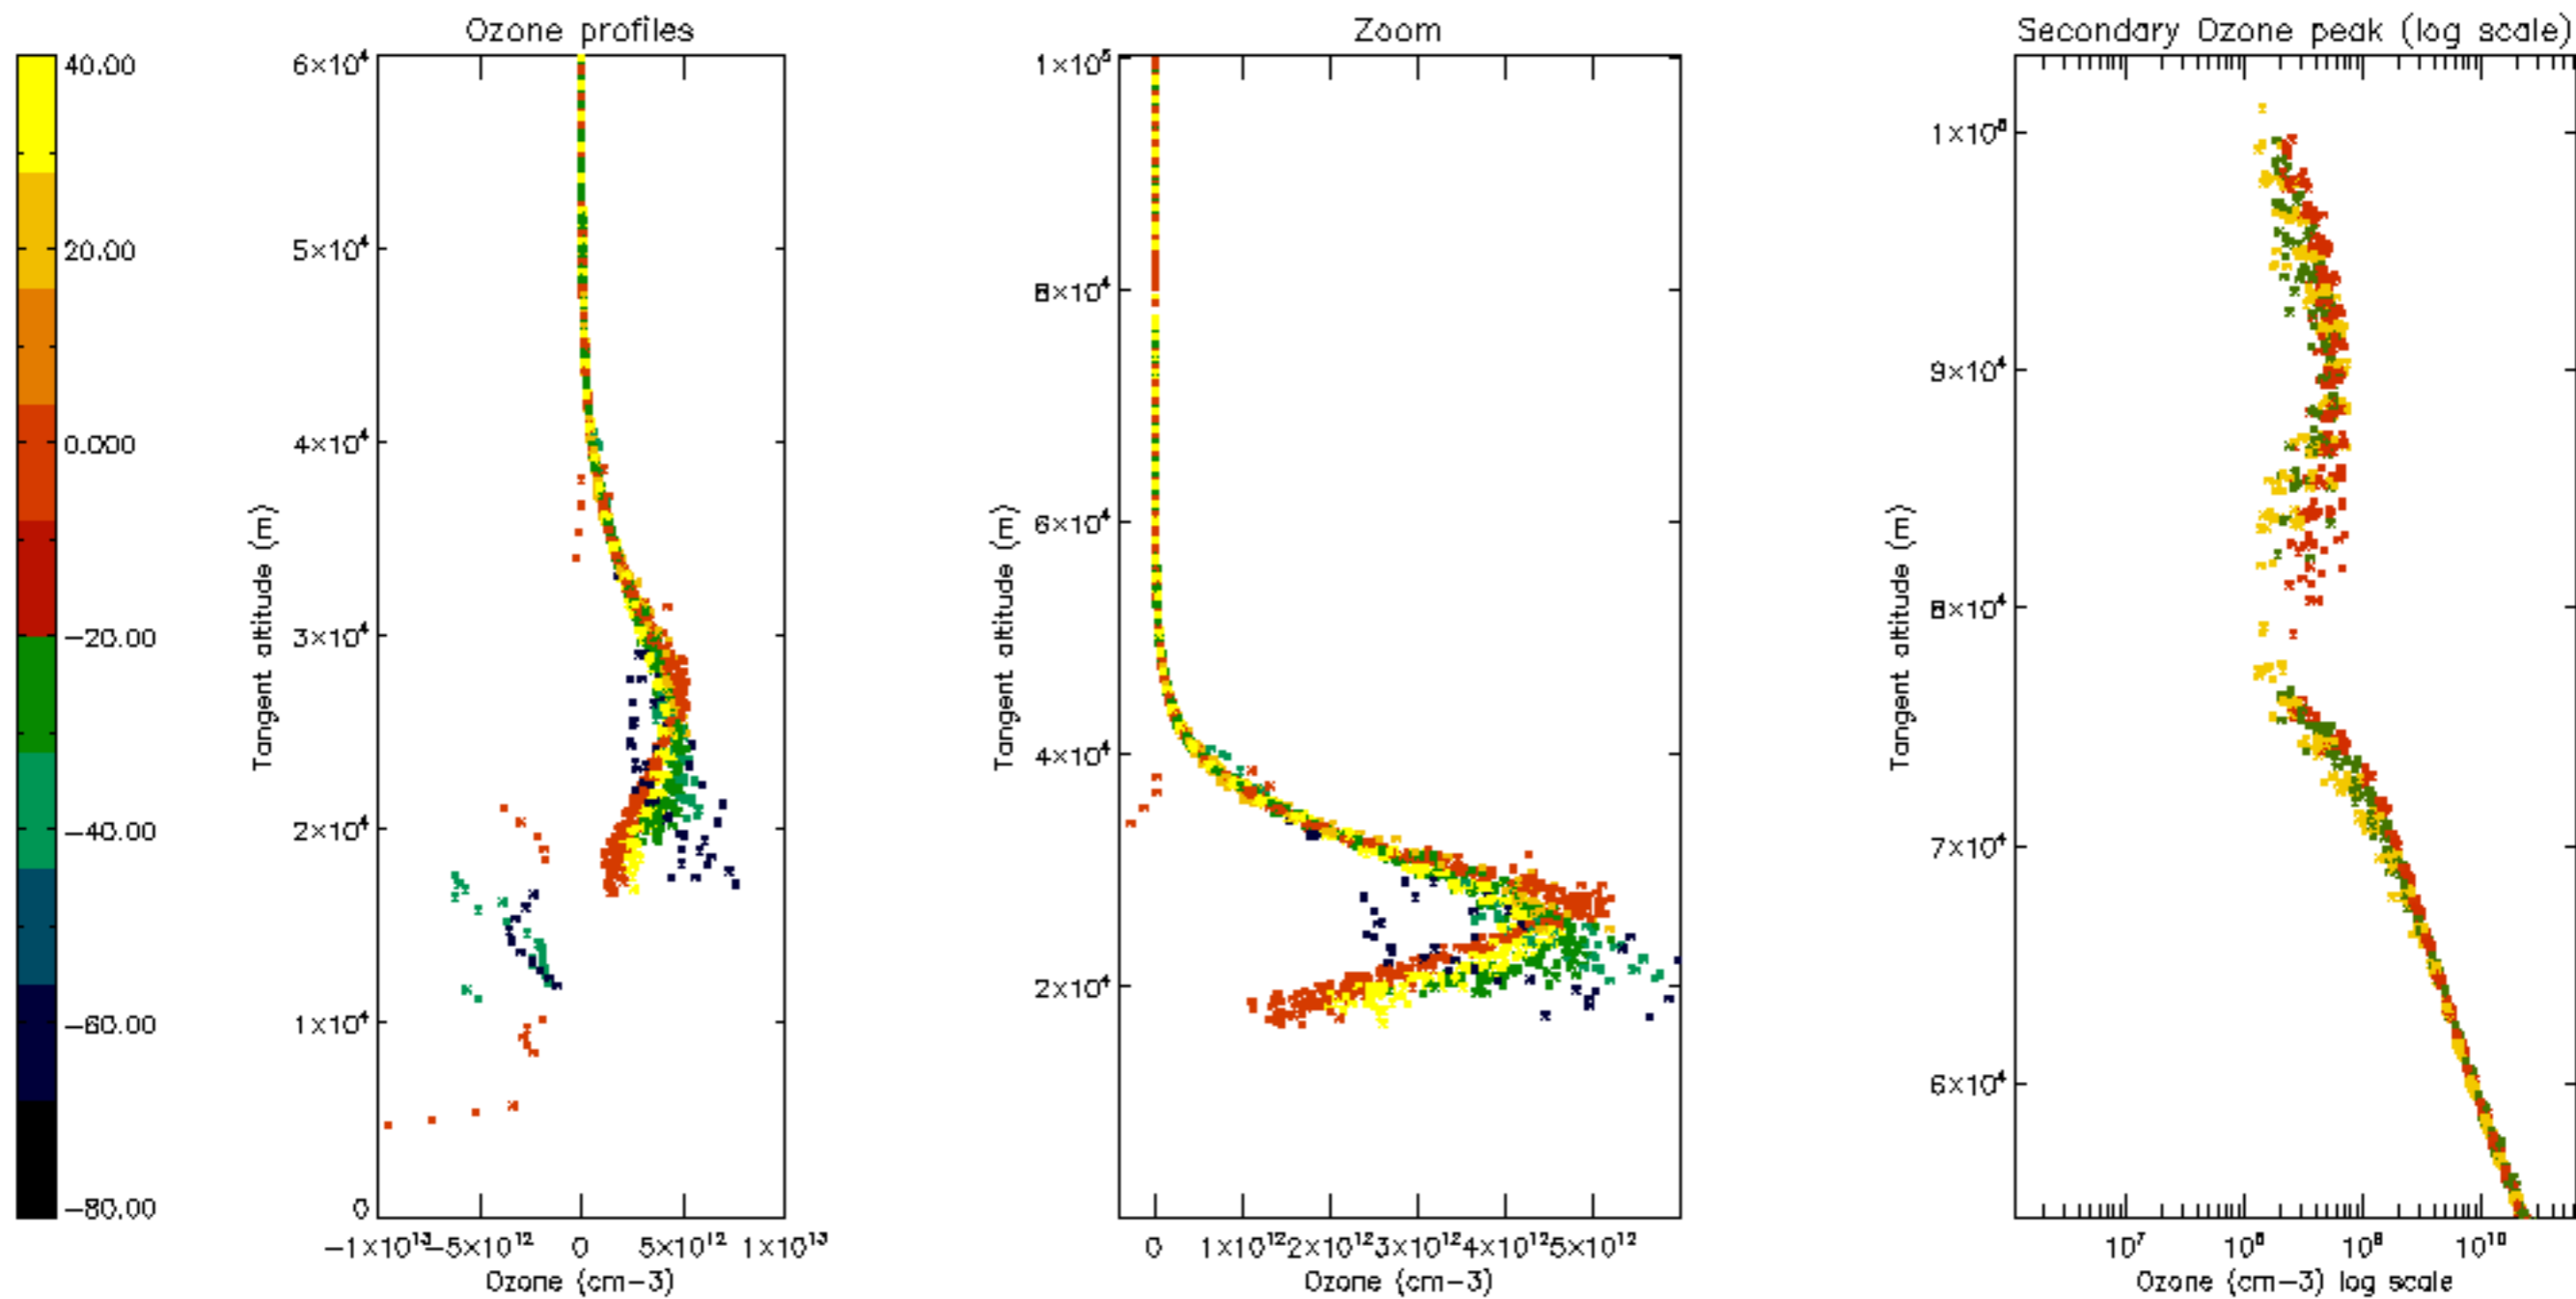 Ozone profiles
Zoom
Secondary Ozone peak (log scale)
40.00
20.00
0.000
−20.00
−40.00
−60.00
−80.00
6×10⁴
5×10⁴
4×10⁴
3×10⁴
2×10⁴
1×10⁴
0
Tangent altitude (m)
−1×10¹³ −5×10¹² 0 5×10¹² 1×10¹³
Ozone (cm−3)
1×10⁵
8×10⁴
6×10⁴
4×10⁴
2×10⁴
Tangent altitude (m)
0 1×10¹² 2×10¹² 3×10¹² 4×10¹² 5×10¹²
Ozone (cm−3)
1×10⁵
9×10⁴
8×10⁴
7×10⁴
6×10⁴
Tangent altitude (m)
10⁷ 10⁸ 10⁹ 10¹⁰
Ozone (cm−3) log scale